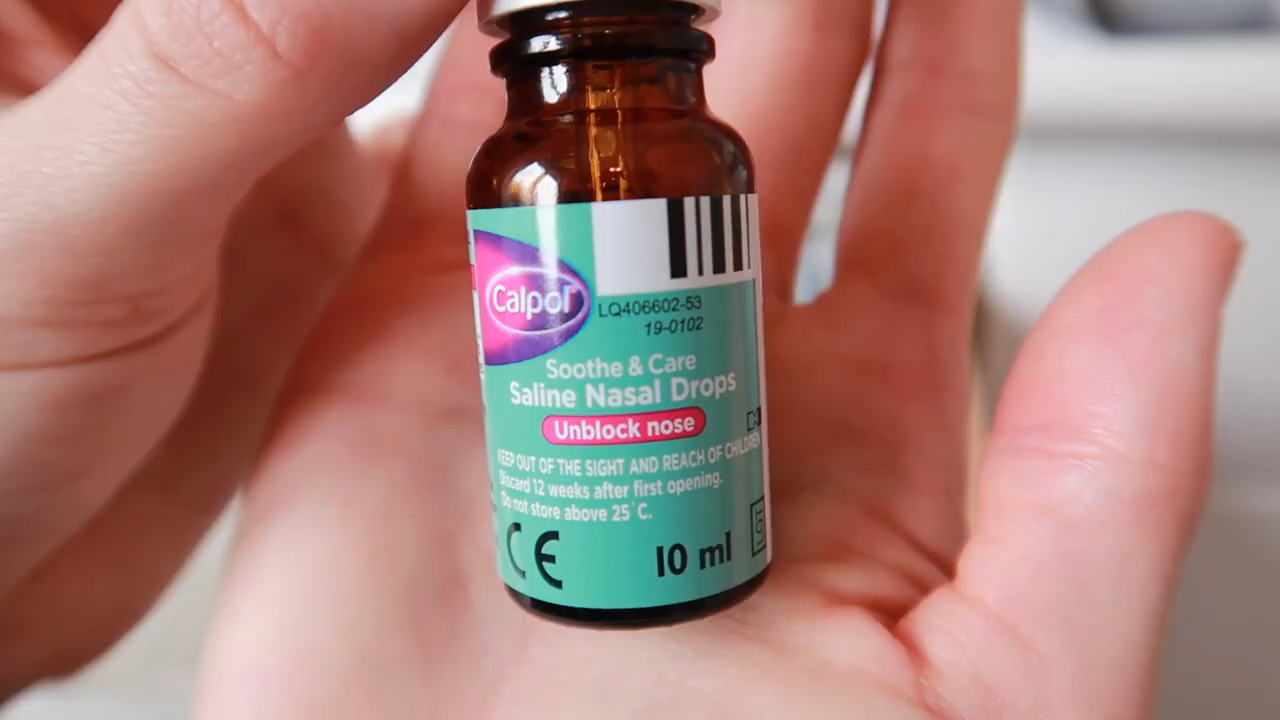 Calpol
LQ406602-53
19-0102
Soothe & Care
Saline Nasal Drops
Unblock nose
KEEP OUT OF THE SIGHT AND REACH OF CHILDREN
Discard 12 weeks after first opening.
Do not store above 25°C.
CE
10 ml
LOT